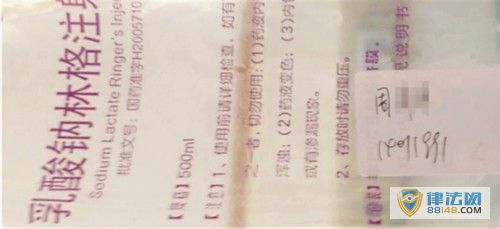 乳酸钠林格注
Sodium Lactate Ringer's Inje
批准文号：国药准字H2005710
【规格】500ml
【注意】1、使用前请详细检查，如有
之一者，切勿使用：(1)药液内
浑浊；(2)药液变色；(3)内
或有渗漏现象。
2、存放时请勿重压。
说明书
律法网
88148.com